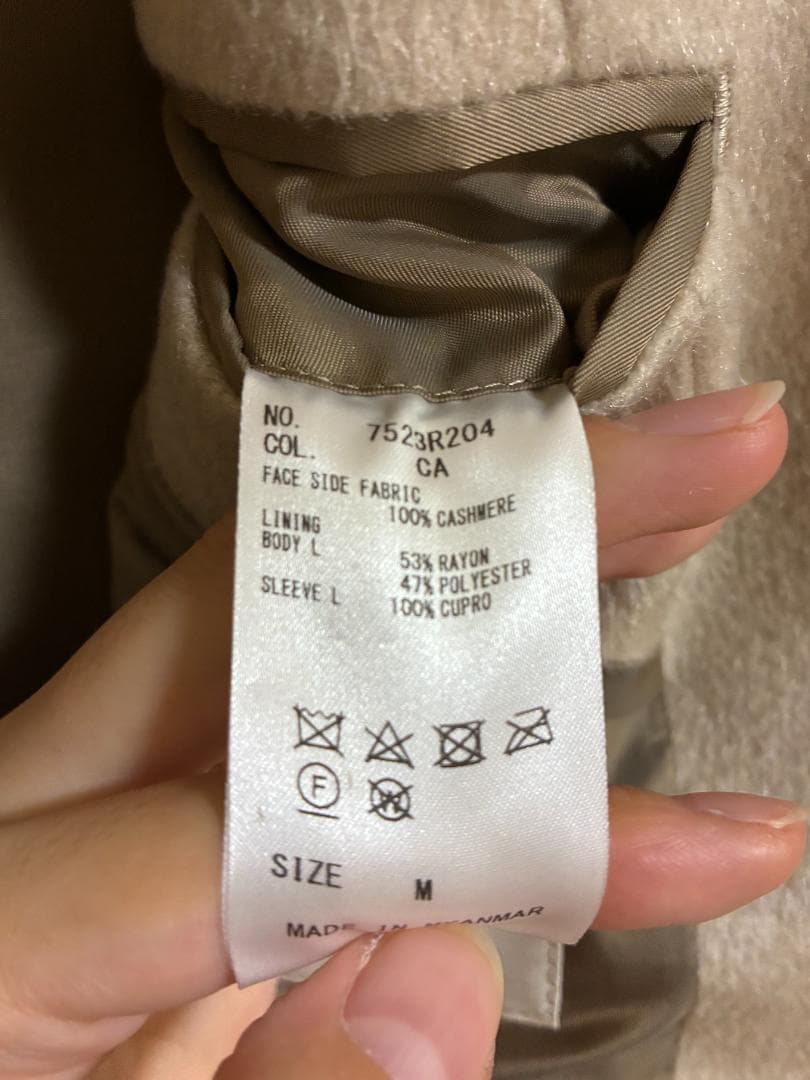 NO. 7523R204
COL. CA
FACE SIDE FABRIC
100% CASHMERE
LINING
BODY L 53% RAYON
47% POLYESTER
SLEEVE L 100% CUPRO
F W
SIZE M
MADE IN MYANMAR